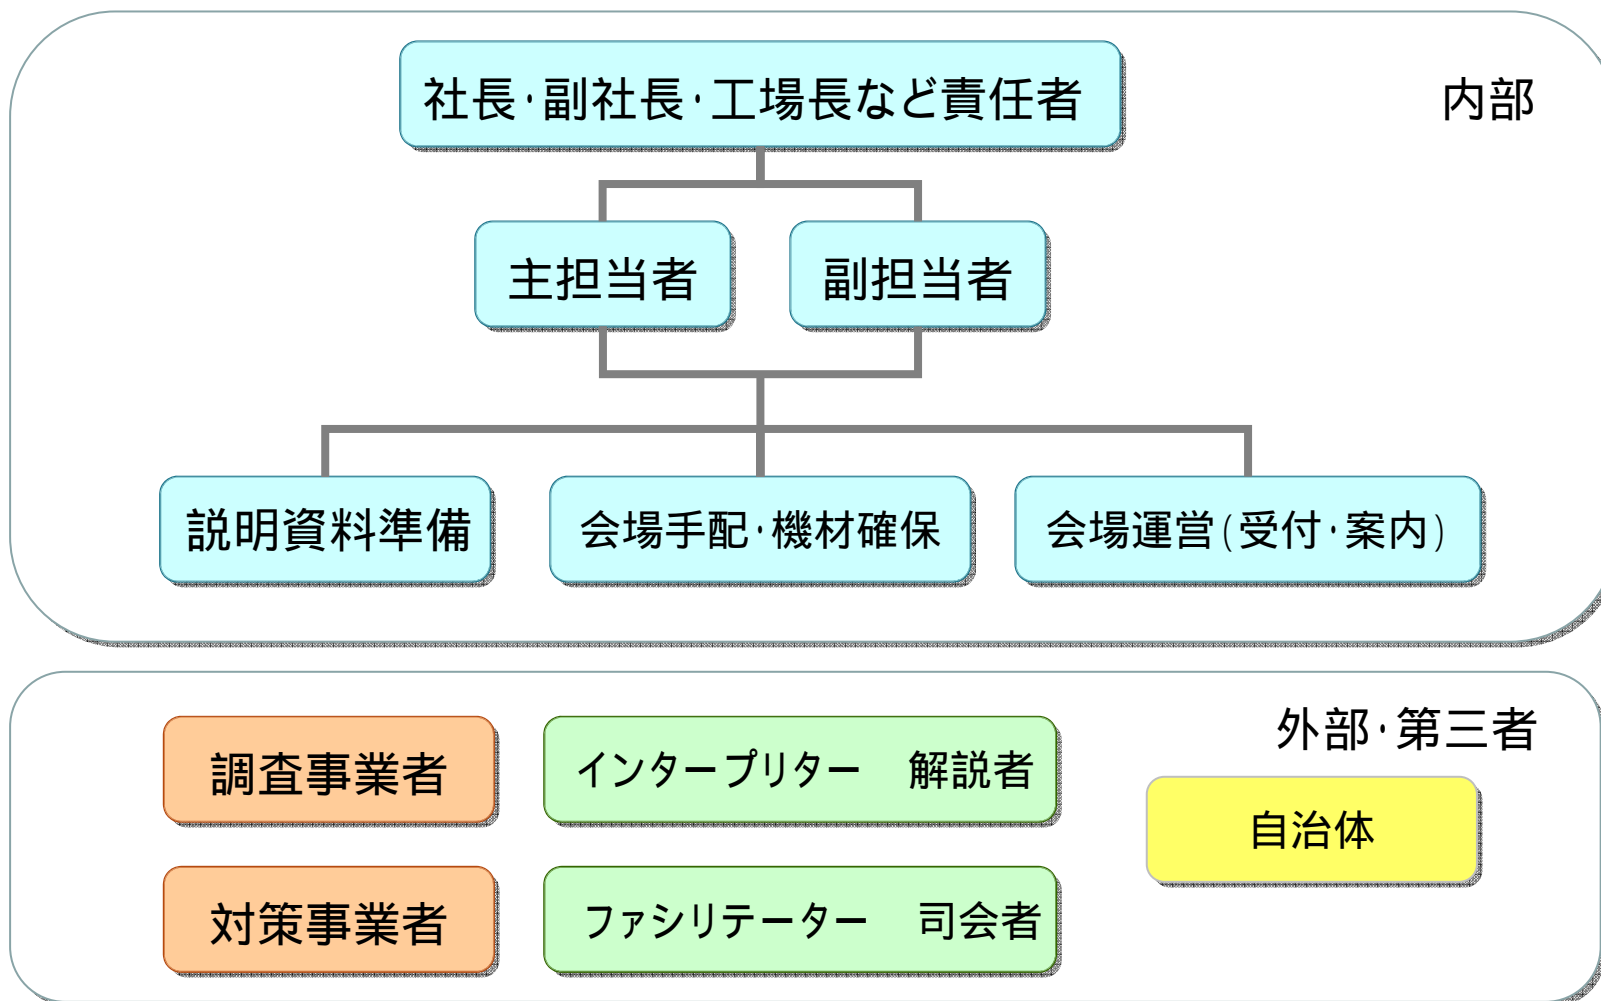 社長・副社長・工場長など責任者
内部
主担当者
副担当者
説明資料準備
会場手配・機材確保
会場運営(受付・案内)
外部・第三者
調査事業者
インタープリター　解説者
自治体
対策事業者
ファシリテーター　司会者